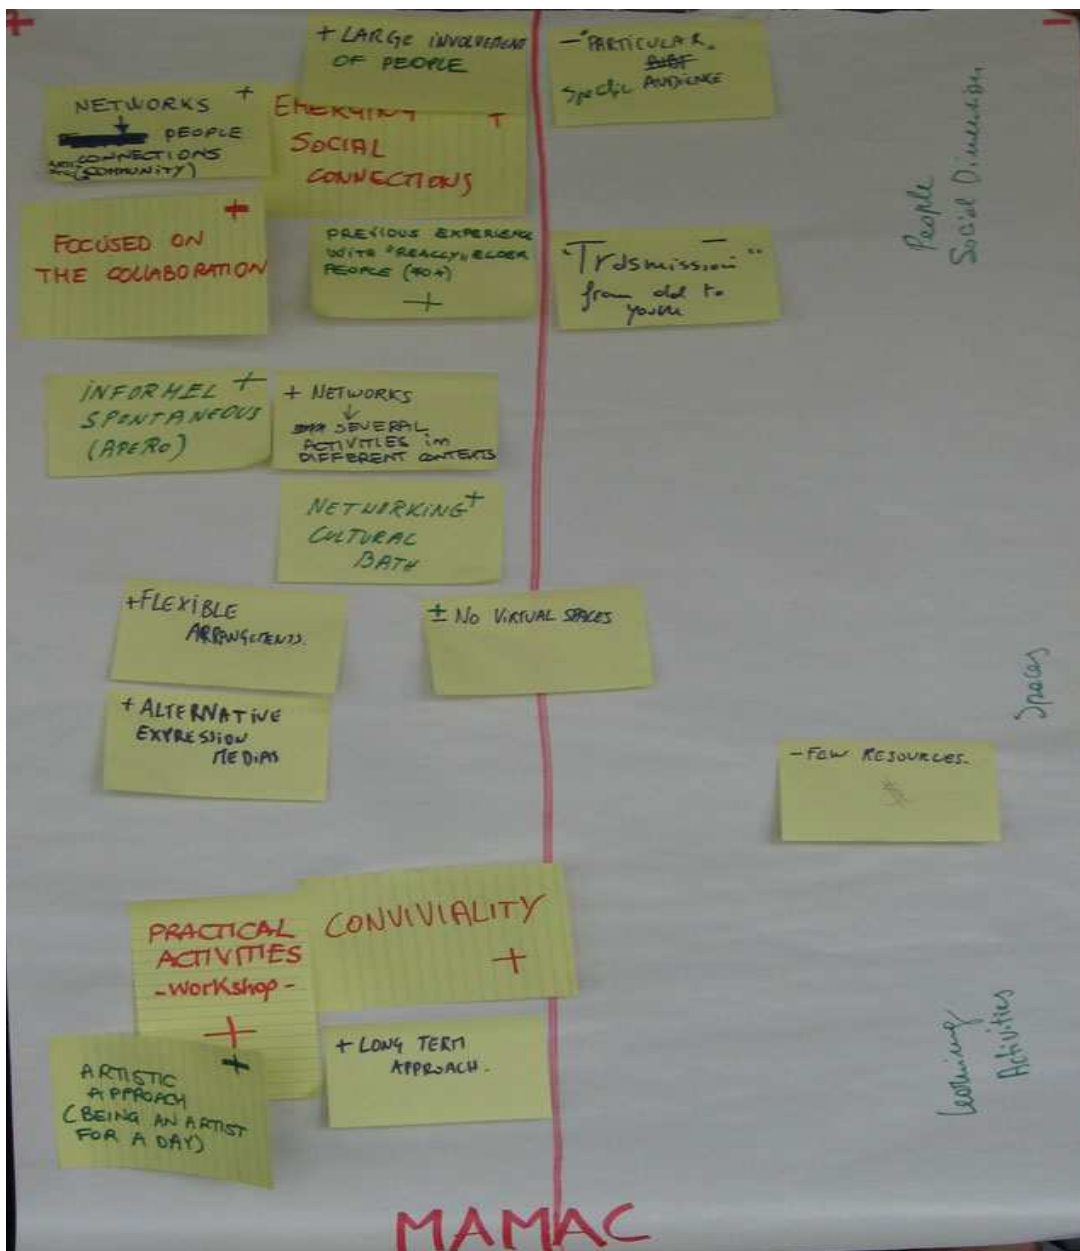 +
-
+ LARGE INVOLVEMENT
OF PEOPLE
- PARTICULAR.
Specific AUDIENCE
NETWORKS +
PEOPLE
CONNECTIONS
(COMMUNITY)
EMERGING +
SOCIAL
CONNECTIONS
People
Social Dimension
+
FOCUSED ON
THE COLLABORATION
PREVIOUS EXPERIENCE
WITH "REALLY" ELDER
PEOPLE (40+)
+
-
"Trasmission"
from old to
youth
INFORMEL +
SPONTANEOUS
(APERO)
+ NETWORKS
↓
SEVERAL
ACTIVITIES im
DIFFERENT CONTEXTS
NETWORKING +
CULTURAL
BATH
+ FLEXIBLE
ARRANGEMENTS.
± NO VIRTUAL SPACES
Spaces
+ ALTERNATIVE
EXPRESSION
MEDIAS
- FEW RESOURCES.
PRACTICAL
ACTIVITIES
- workshop -
+
CONVIVIALITY
+
+ LONG TERM
APPROACH.
Learning
Activities
+
ARTISTIC
APPROACH
(BEING AN ARTIST
FOR A DAY)
MAMAC